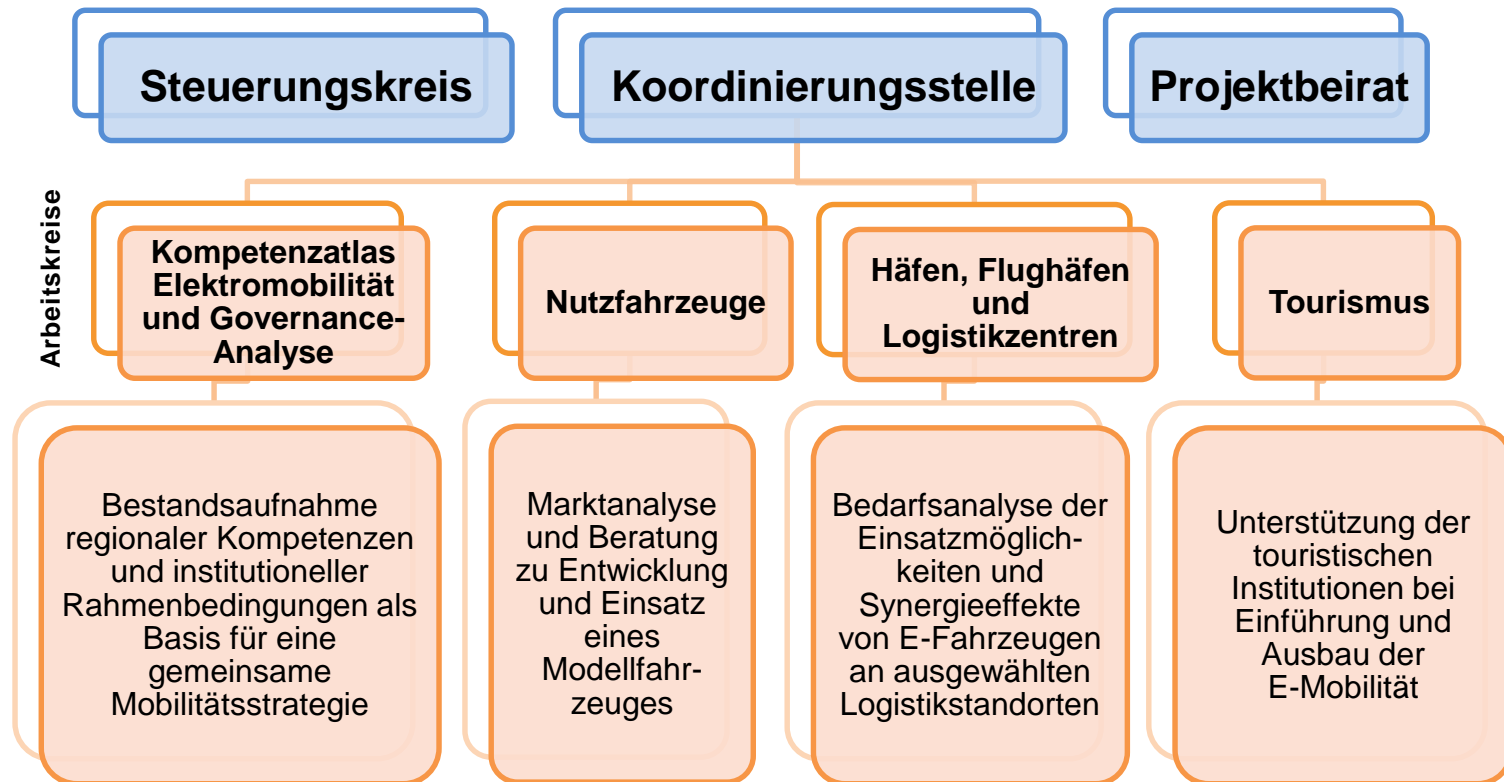 Steuerungskreis
Koordinierungsstelle
Projektbeirat
Arbeitskreise
Kompetenzatlas
Elektromobilität
und Governance-
Analyse
Nutzfahrzeuge
Häfen, Flughäfen
und
Logistikzentren
Tourismus
Bestandsaufnahme
regionaler Kompetenzen
und institutioneller
Rahmenbedingungen als
Basis für eine
gemeinsame
Mobilitätsstrategie
Marktanalyse
und Beratung
zu Entwicklung
und Einsatz
eines
Modellfahr-
zeuges
Bedarfsanalyse der
Einsatzmöglich-
keiten und
Synergieeffekte
von E-Fahrzeugen
an ausgewählten
Logistikstandorten
Unterstützung der
touristischen
Institutionen bei
Einführung und
Ausbau der
E-Mobilität